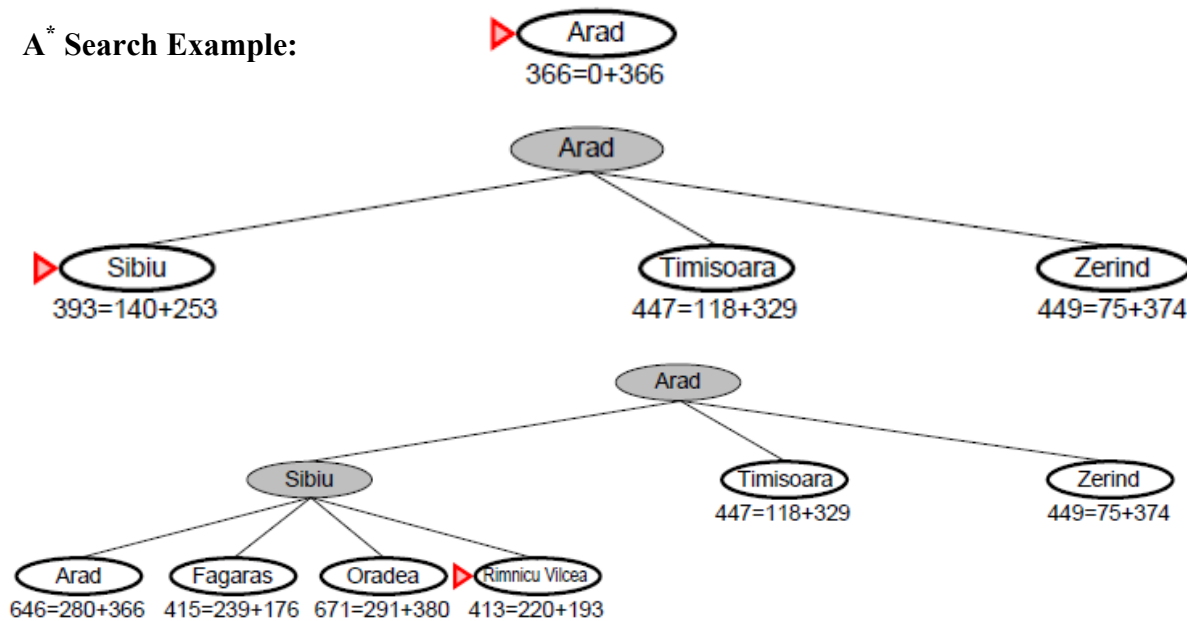 A* Search Example:
Arad
366=0+366
Arad
Sibiu Timisoara Zerind
393=140+253 447=118+329 449=75+374
Arad
Sibiu Timisoara Zerind
447=118+329 449=75+374
Arad Fagaras Oradea Rimnicu Vilcea
646=280+366 415=239+176 671=291+380 413=220+193